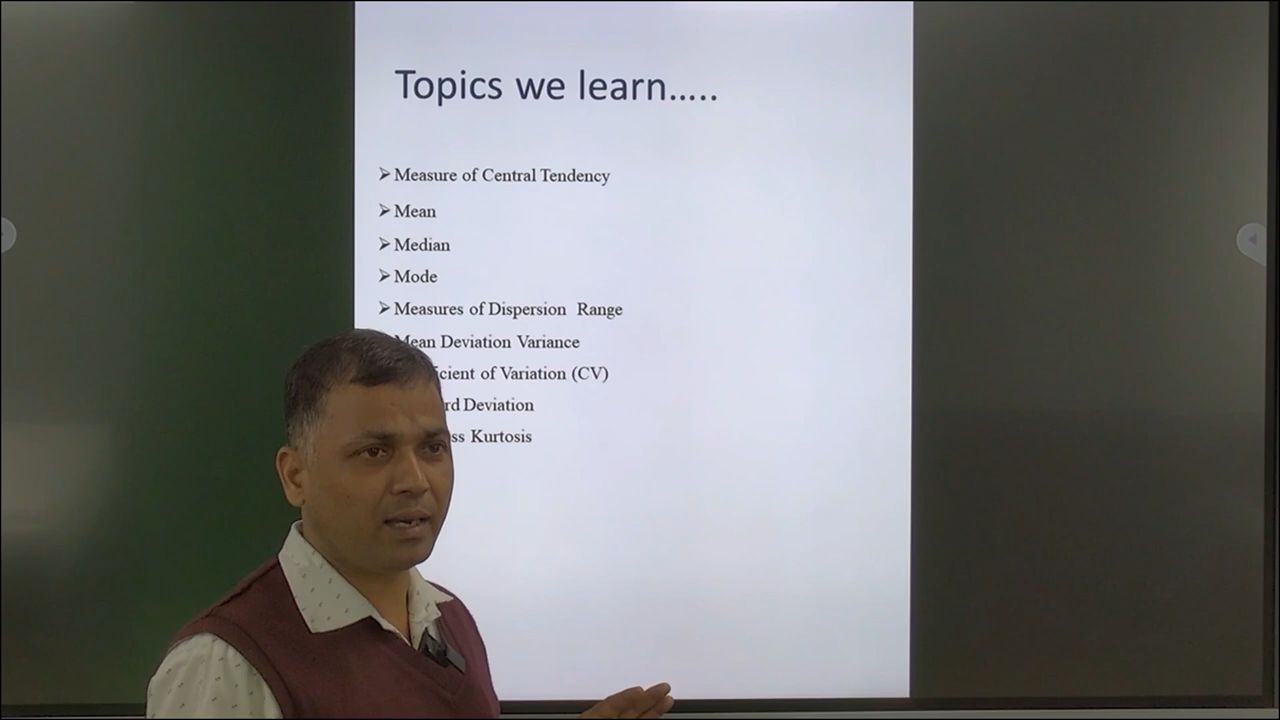 Topics we learn.....
➢ Measure of Central Tendency
➢ Mean
➢ Median
➢ Mode
➢ Measures of Dispersion Range
Mean Deviation Variance
of Variation (CV)
Deviation
Kurtosis